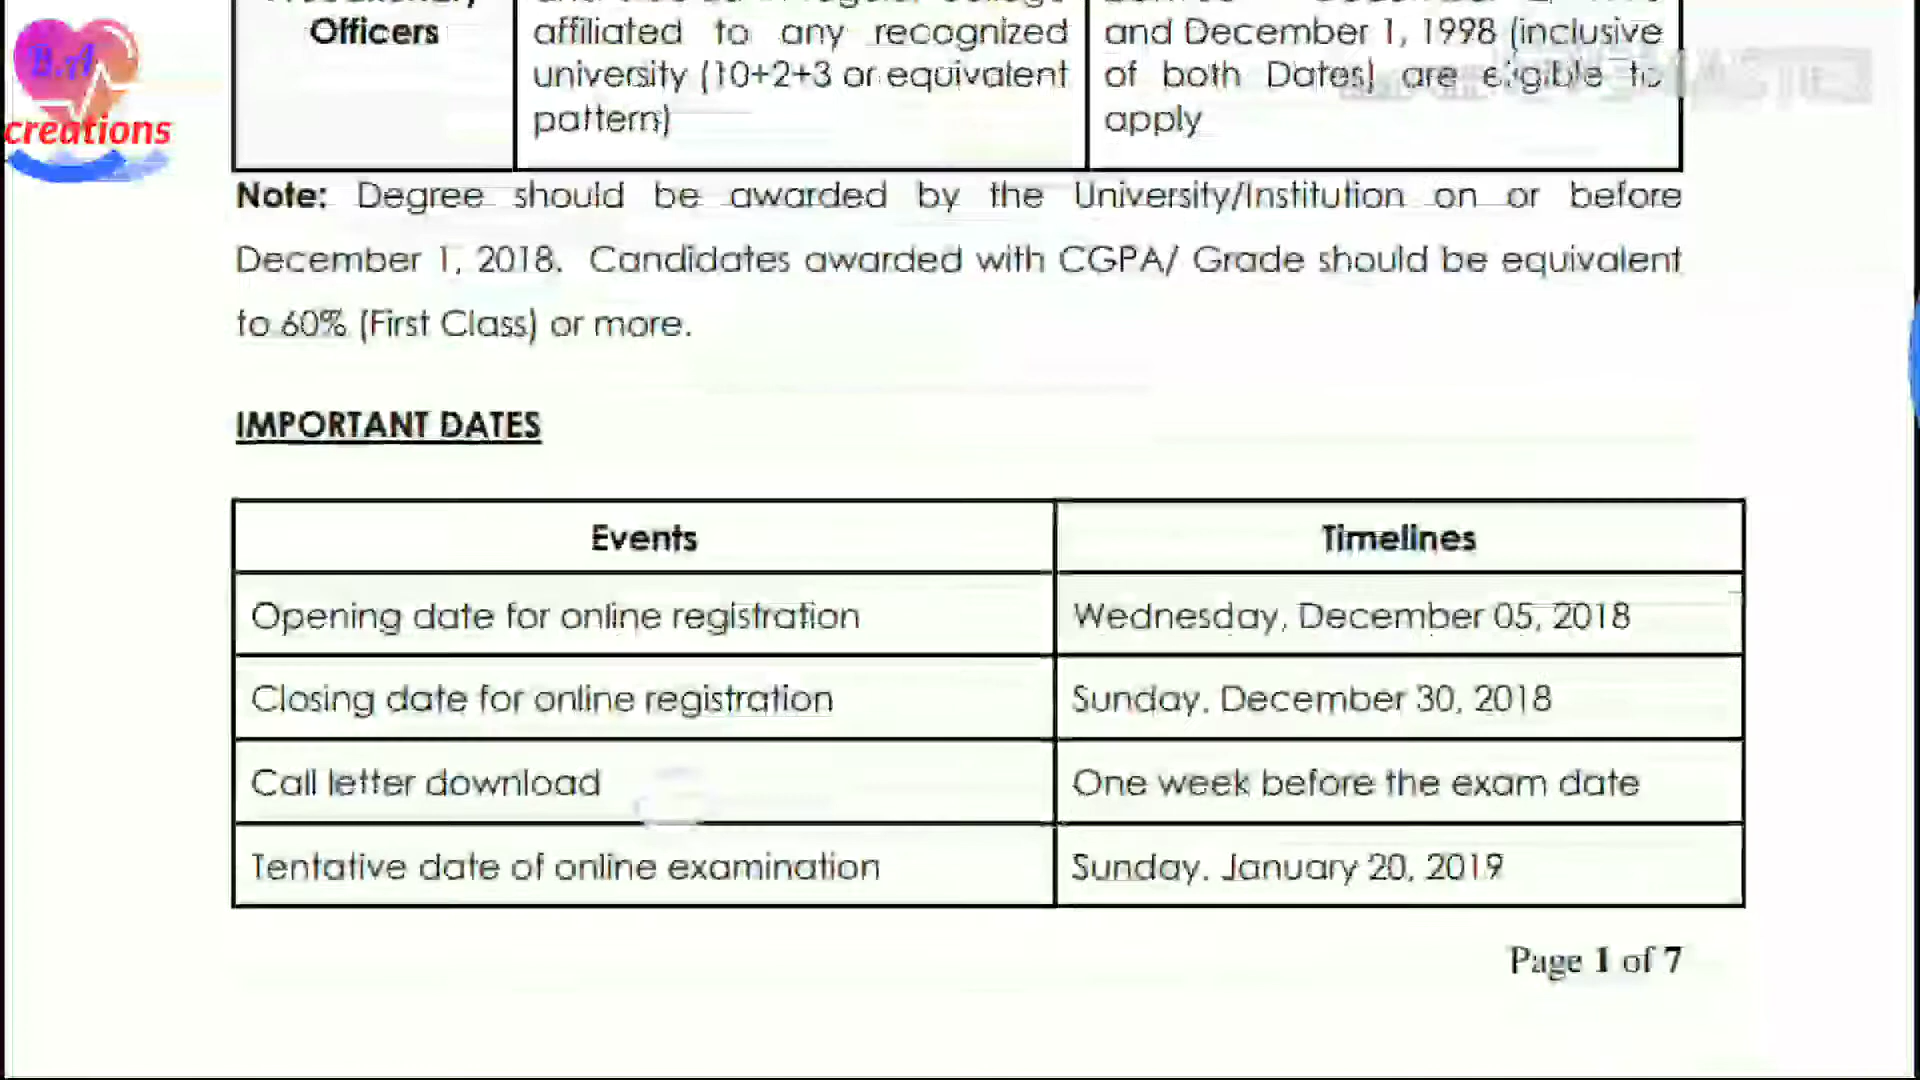 B.A
creations
Officers
affiliated to any recognized
university (10+2+3 or equivalent
pattern)
and December 1, 1998 (inclusive
of both Dates) are eligible to
apply
Note: Degree should be awarded by the University/Institution on or before
December 1, 2018. Candidates awarded with CGPA/ Grade should be equivalent
to 60% (First Class) or more.
IMPORTANT DATES
Events Timelines
Opening date for online registration Wednesday, December 05, 2018
Closing date for online registration Sunday, December 30, 2018
Call letter download One week before the exam date
Tentative date of online examination Sunday, January 20, 2019
Page 1 of 7